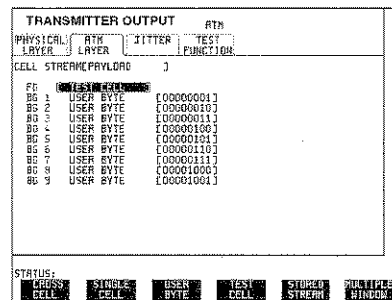 TRANSMITTER OUTPUT ATM
PHYSICAL LAYER ATM LAYER JITTER TEST FUNCTION
CELL STREAM[PAYLOAD ]
FG [ TEST CELL ]
BG 1 USER BYTE [00000001]
BG 2 USER BYTE [00000010]
BG 3 USER BYTE [00000011]
BG 4 USER BYTE [00000100]
BG 5 USER BYTE [00000101]
BG 6 USER BYTE [00000110]
BG 7 USER BYTE [00000111]
BG 8 USER BYTE [00001000]
BG 9 USER BYTE [00001001]
STATUS:
CROSS CELL SINGLE CELL USER BYTE TEST CELL STORED STREAM MULTIPLE WINDOW